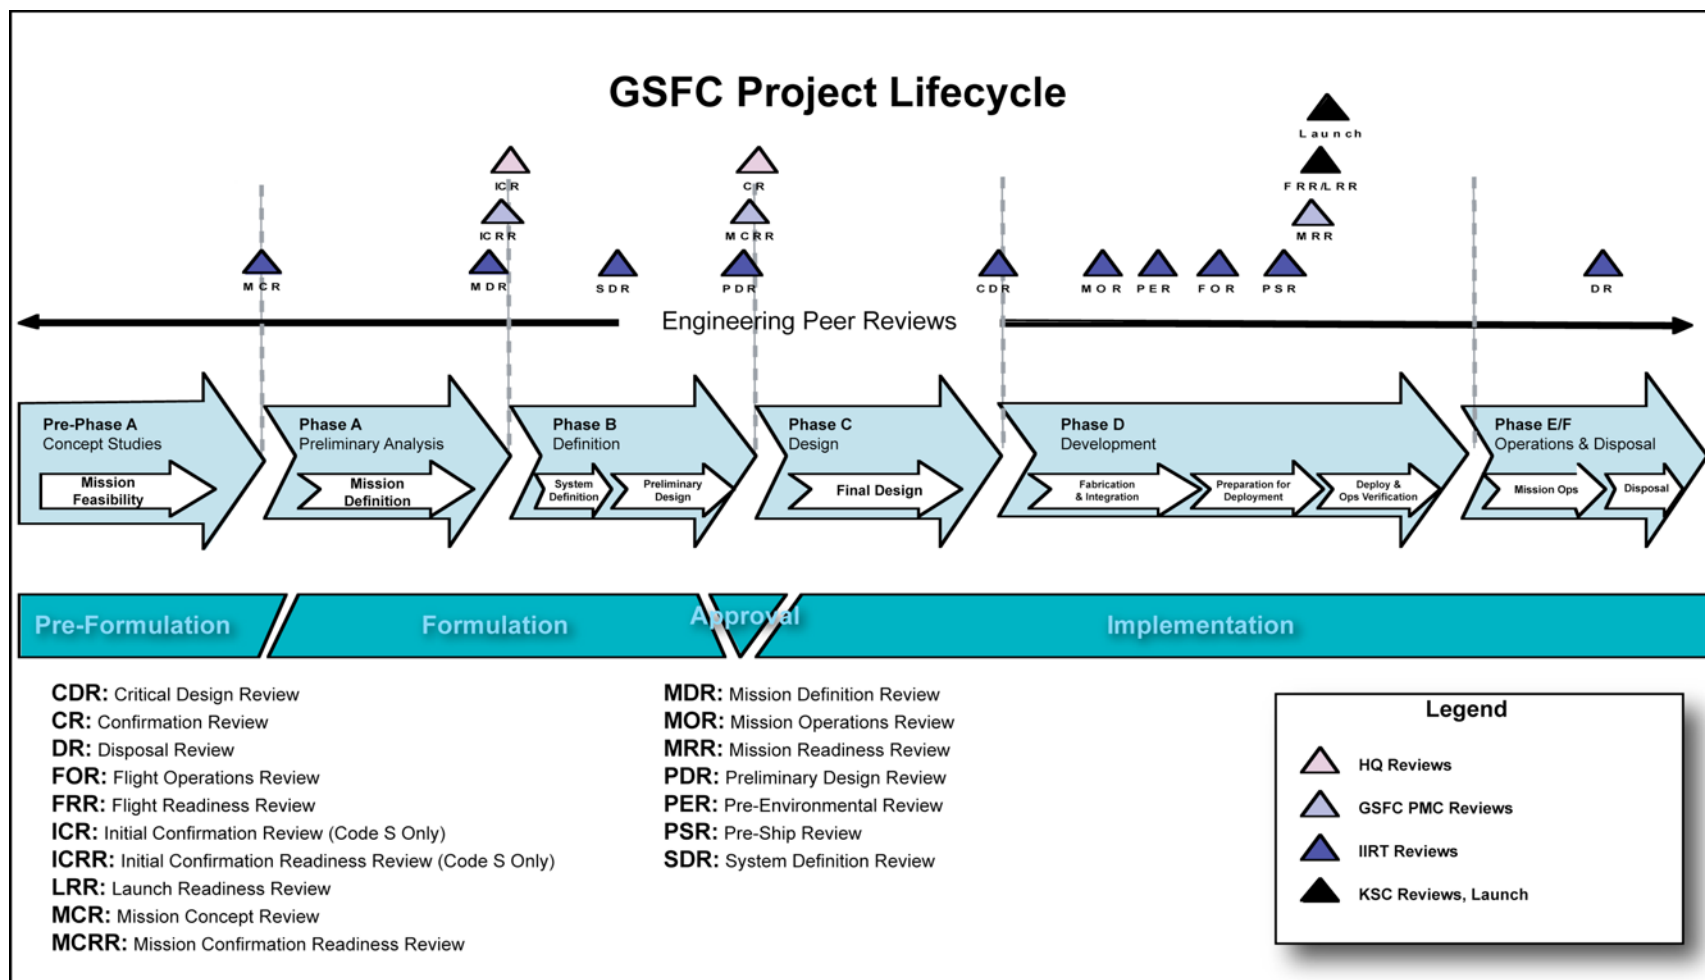 GSFC Project Lifecycle
Launch
ICR
CR
FRR/LRR
ICRR
MCRR
MRR
MCR
MDR
SDR
PDR
CDR
MOR
PER
FOR
PSR
DR
Engineering Peer Reviews
Pre-Phase A
Concept Studies
Mission
Feasibility
Phase A
Preliminary Analysis
Mission
Definition
Phase B
Definition
System
Definition
Preliminary
Design
Phase C
Design
Final Design
Phase D
Development
Fabrication
& Integration
Preparation for
Deployment
Deploy &
Ops Verification
Phase E/F
Operations & Disposal
Mission Ops
Disposal
Pre-Formulation
Formulation
Approval
Implementation
CDR: Critical Design Review
CR: Confirmation Review
DR: Disposal Review
FOR: Flight Operations Review
FRR: Flight Readiness Review
ICR: Initial Confirmation Review (Code S Only)
ICRR: Initial Confirmation Readiness Review (Code S Only)
LRR: Launch Readiness Review
MCR: Mission Concept Review
MCRR: Mission Confirmation Readiness Review
MDR: Mission Definition Review
MOR: Mission Operations Review
MRR: Mission Readiness Review
PDR: Preliminary Design Review
PER: Pre-Environmental Review
PSR: Pre-Ship Review
SDR: System Definition Review
Legend
HQ Reviews
GSFC PMC Reviews
IIRT Reviews
KSC Reviews, Launch